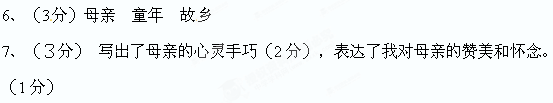 6、（3分）母亲 童年 故乡
7、（3分） 写出了母亲的心灵手巧（2分），表达了我对母亲的赞美和怀念。
（1分）